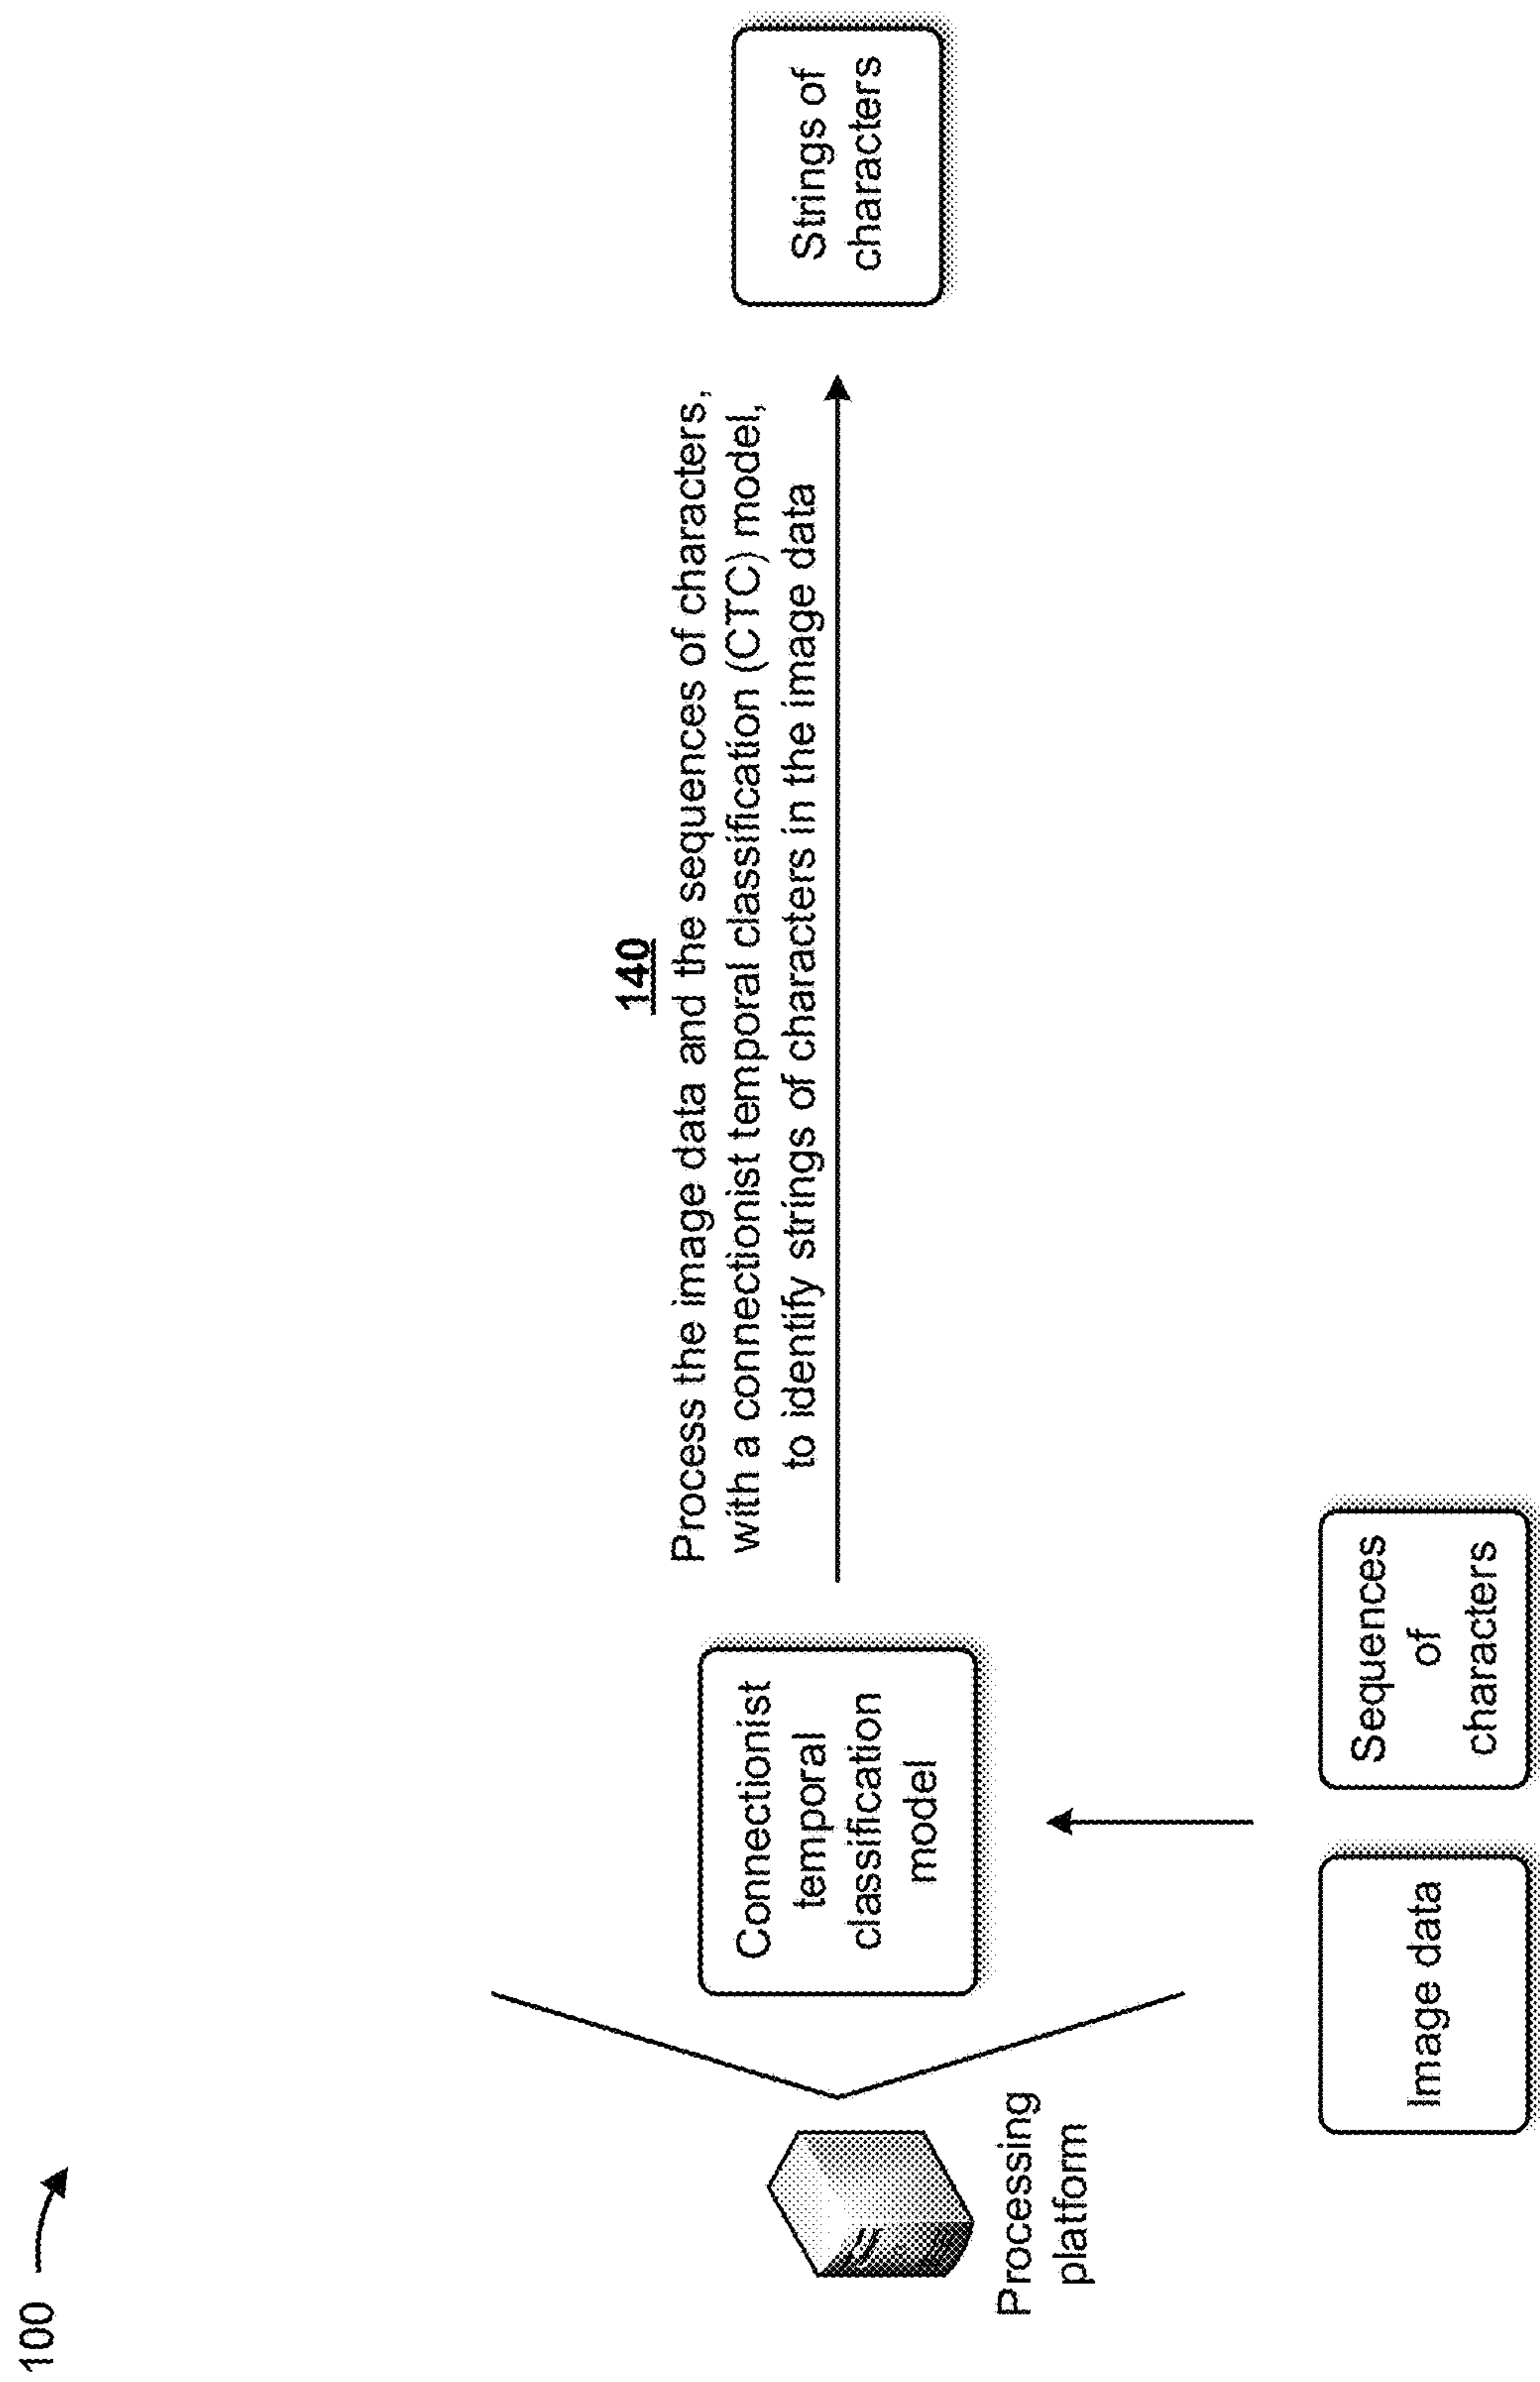 100
140
Process the image data and the sequences of characters,
with a connectionist temporal classification (CTC) model,
to identify strings of characters in the image data
Strings of
characters
Connectionist
temporal
classification
model
Processing
platform
Image data
Sequences
of
characters